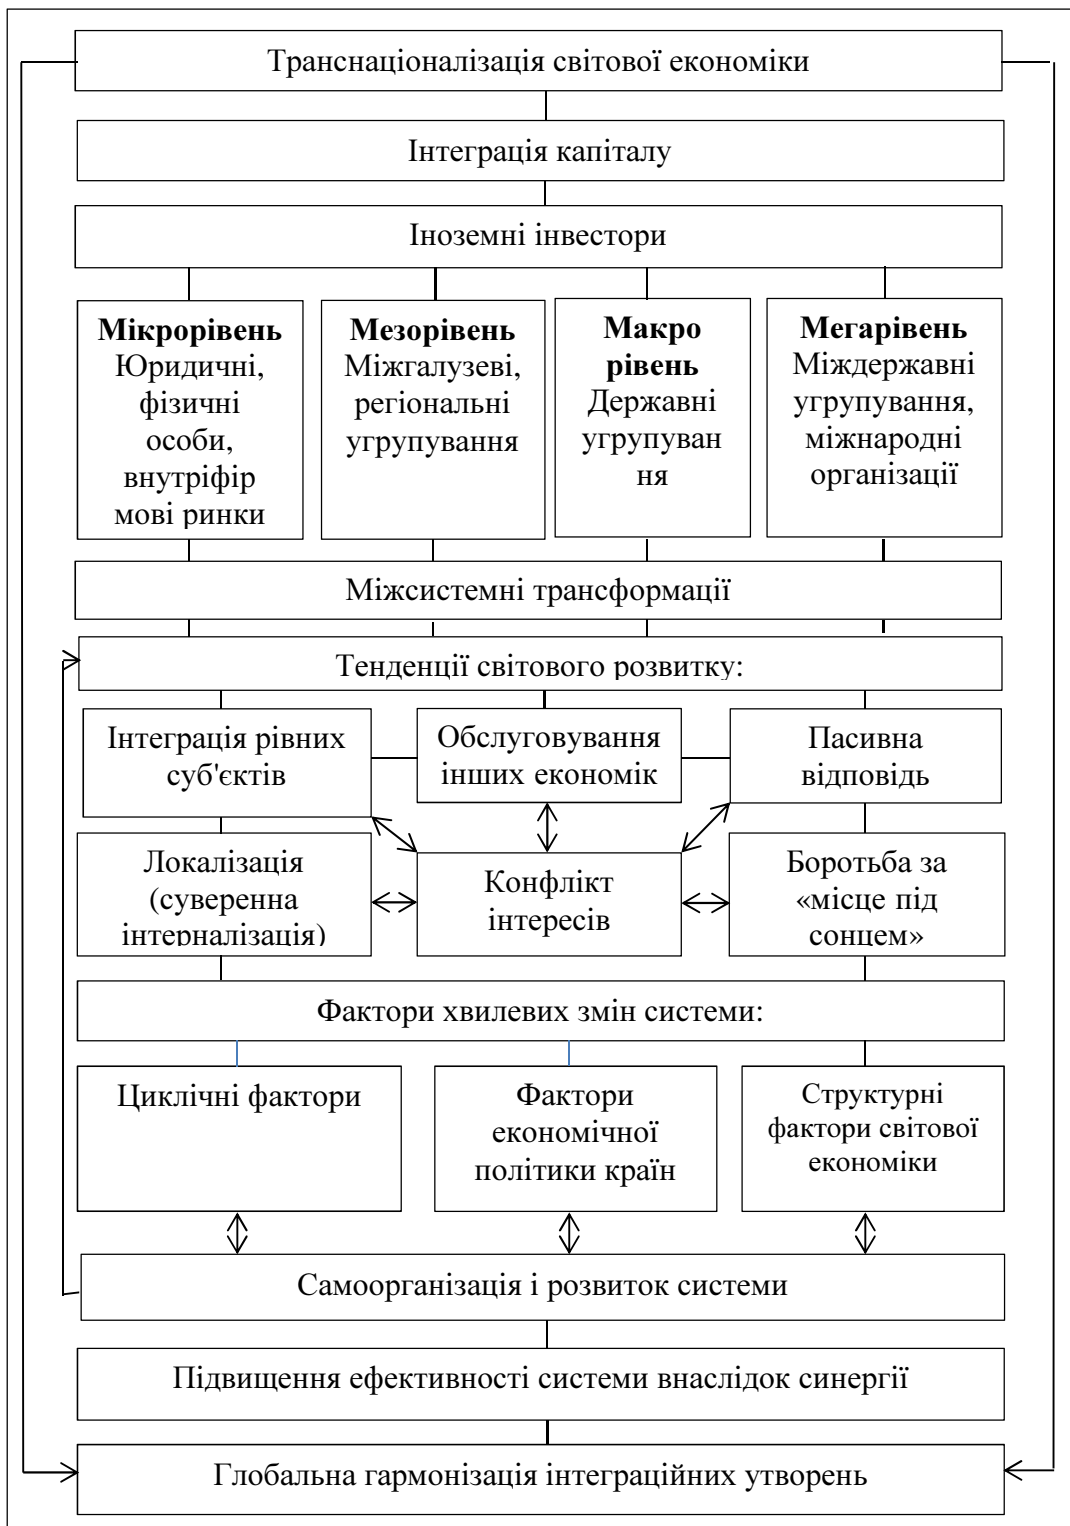 Транснаціоналізація світової економіки
Інтеграція капіталу
Іноземні інвестори
Мікрорівень
Юридичні,
фізичні
особи,
внутріфір
мові ринки
Мезорівень
Міжгалузеві,
регіональні
угрупування
Макро
рівень
Державні
угрупуван
ня
Мегарівень
Міждержавні
угрупування,
міжнародні
організації
Міжсистемні трансформації
Тенденції світового розвитку:
Інтеграція рівних
суб'єктів
Обслуговування
інших економік
Пасивна
відповідь
Локалізація
(суверенна
інтерналізація)
Конфлікт
інтересів
Боротьба за
«місце під
сонцем»
Фактори хвилевих змін системи:
Циклічні фактори
Фактори
економічної
політики країн
Структурні
фактори світової
економіки
Самоорганізація і розвиток системи
Підвищення ефективності системи внаслідок синергії
Глобальна гармонізація інтеграційних утворень